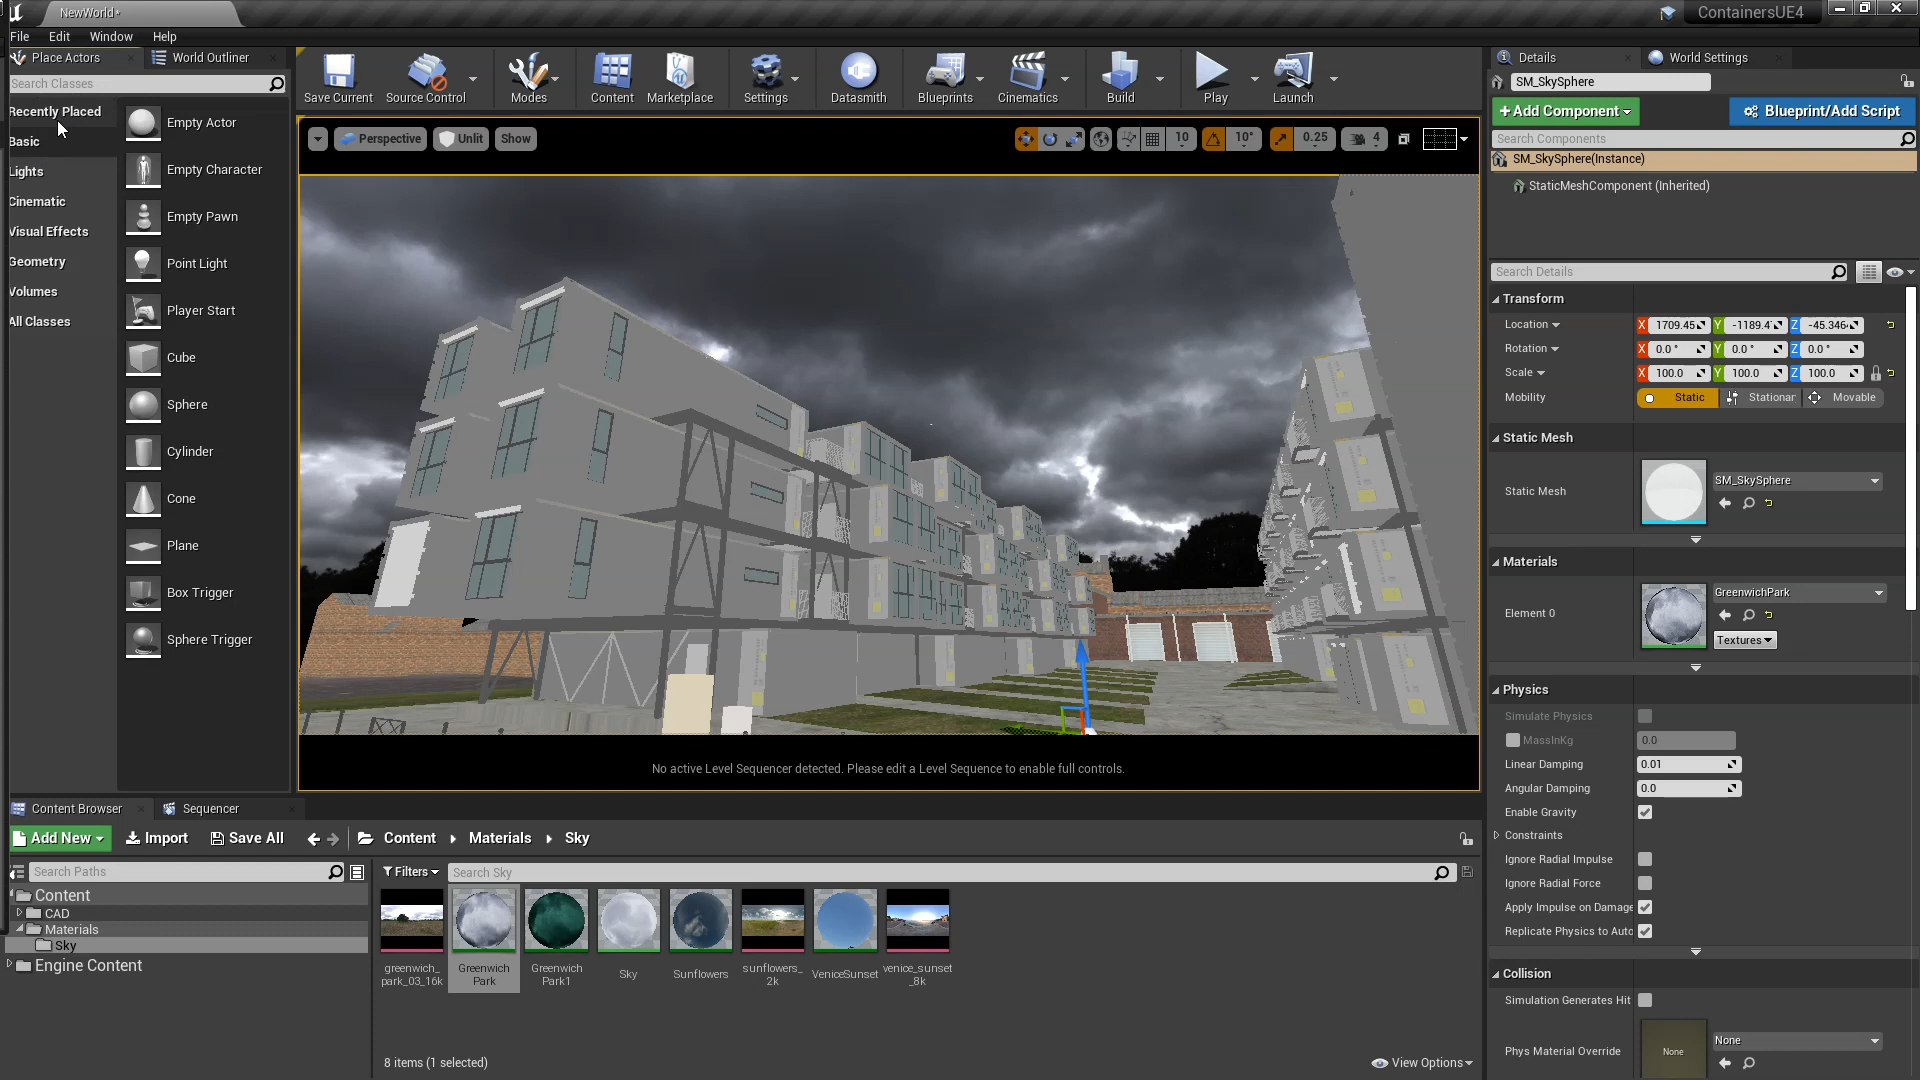 NewWorld*
ContainersUE4
File Edit Window Help
Place Actors
World Outliner
Search Classes
Recently Placed
Basic
Lights
Cinematic
Visual Effects
Geometry
Volumes
All Classes
Empty Actor
Empty Character
Empty Pawn
Point Light
Player Start
Cube
Sphere
Cylinder
Cone
Plane
Box Trigger
Sphere Trigger
Save Current
Source Control
Modes
Content
Marketplace
Settings
Datasmith
Blueprints
Cinematics
Build
Play
Launch
Perspective
Unlit
Show
10
10°
0.25
4
No active Level Sequencer detected. Please edit a Level Sequence to enable full controls.
Content Browser
Sequencer
Add New
Import
Save All
Content
Materials
Sky
Search Paths
Content
CAD
Materials
Sky
Engine Content
Filters
Search Sky
greenwich_
park_03_16k
Greenwich
Park
Greenwich
Park1
Sky
Sunflowers
sunflowers_
2k
VeniceSunset
venice_sunset
_8k
8 items (1 selected)
View Options
Details
World Settings
SM_SkySphere
+Add Component
Blueprint/Add Script
Search Components
SM_SkySphere(Instance)
StaticMeshComponent (Inherited)
Search Details
Transform
Location
X 1709.45 Y -1189.4 Z -45.346
Rotation
X 0.0 ° Y 0.0 ° Z 0.0 °
Scale
X 100.0 Y 100.0 Z 100.0
Mobility
Static
Stationar
Movable
Static Mesh
Static Mesh
SM_SkySphere
Materials
Element 0
GreenwichPark
Textures
Physics
Simulate Physics
MassInKg
0.0
Linear Damping
0.01
Angular Damping
0.0
Enable Gravity
Constraints
Ignore Radial Impulse
Ignore Radial Force
Apply Impulse on Damage
Replicate Physics to Auto
Collision
Simulation Generates Hit
Phys Material Override
None
None